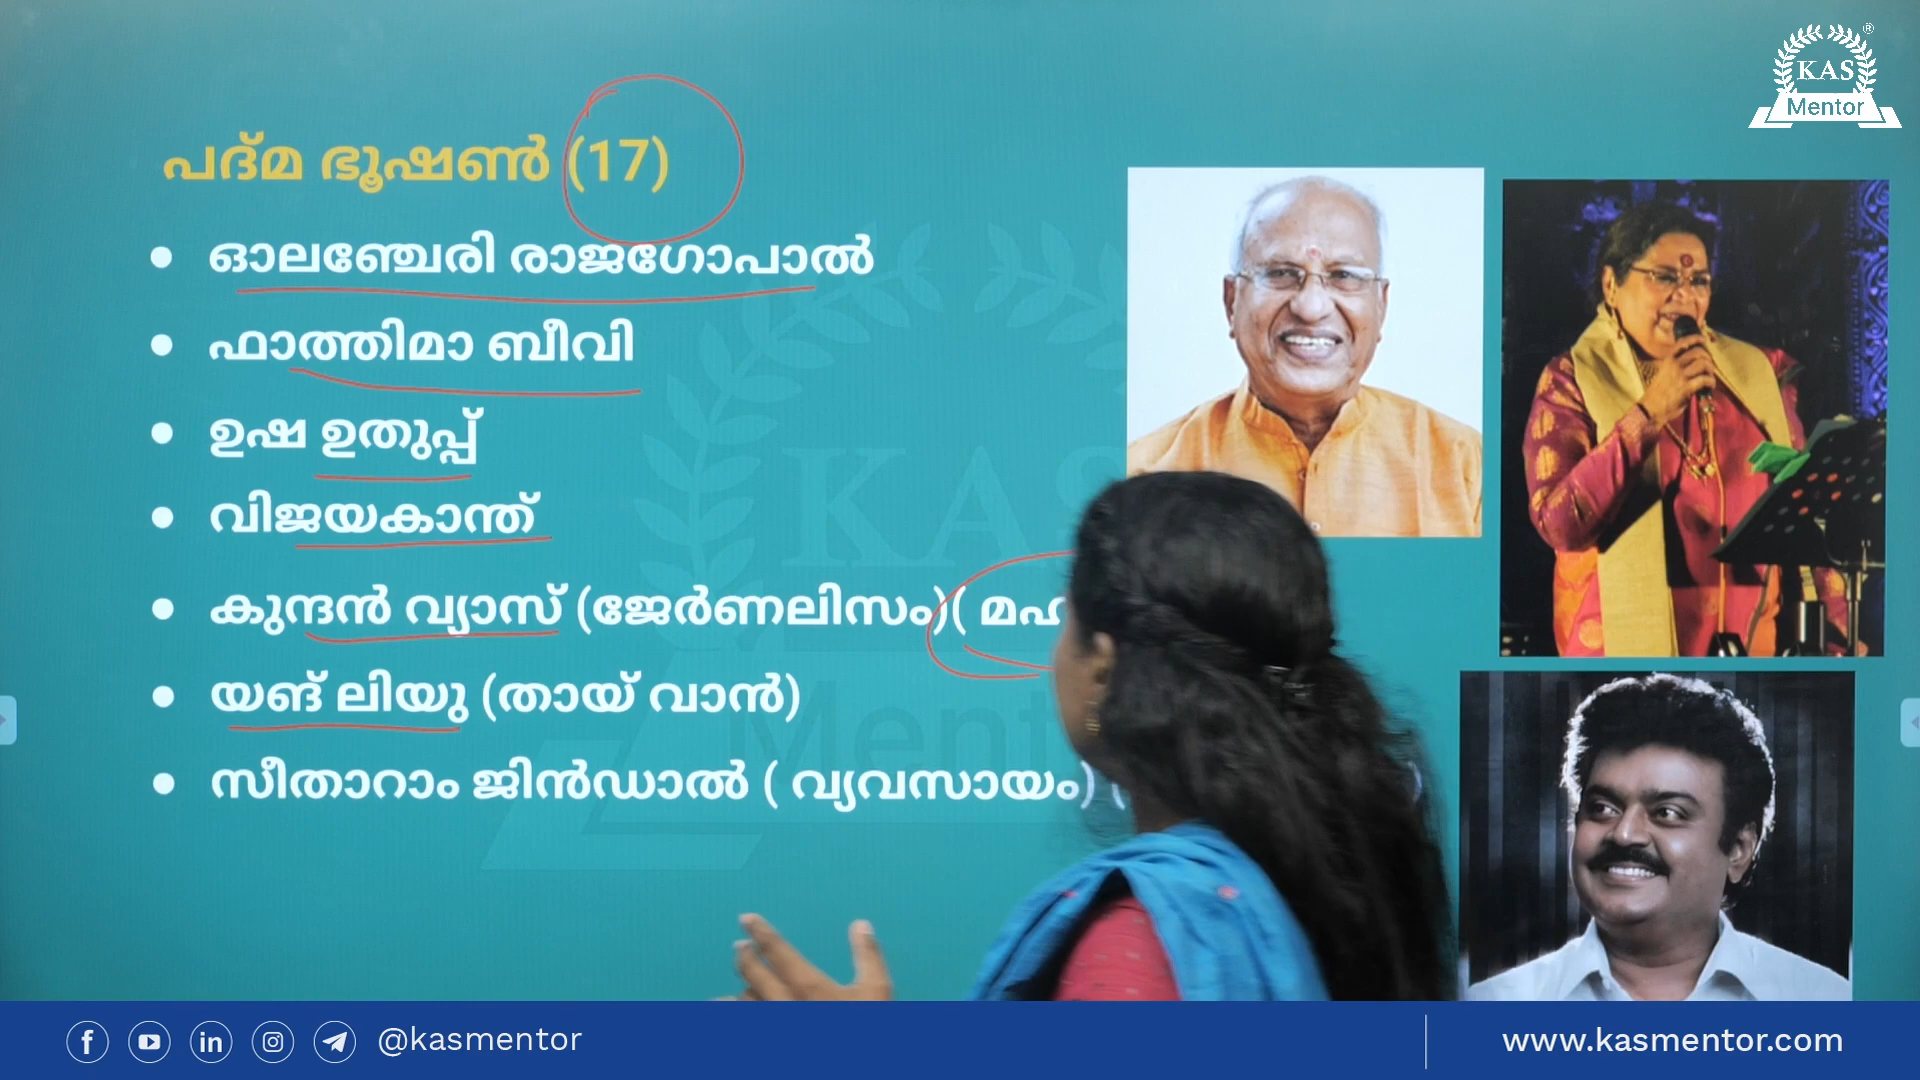 KAS
Mentor
പദ്മ ഭൂഷൺ (17)
ഓലഞ്ചേരി രാജഗോപാൽ
ഫാത്തിമാ ബീവി
ഉഷ ഉതുപ്പ്
വിജയകാന്ത്
കുന്ദൻ വ്യാസ് (ജേർണലിസം)(
യങ് ലിയു (തായ് വാൻ)
സീതാറാം ജിൻഡാൽ ( വ്യവസായം) (
@kasmentor
www.kasmentor.com